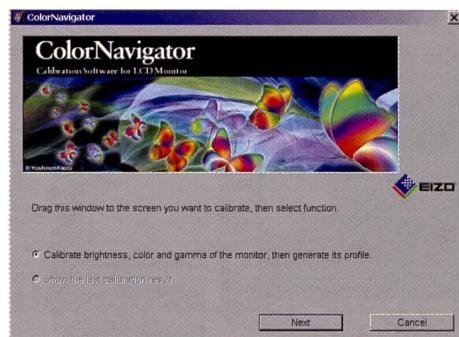 ColorNavigator
ColorNavigator
Calibration Software for LCD Monitor
EIZO
Drag this window to the screen you want to calibrate, then select function.
Calibrate brightness, color and gamma of the monitor, then generate its profile.
Show the last calibration result.
Next
Cancel